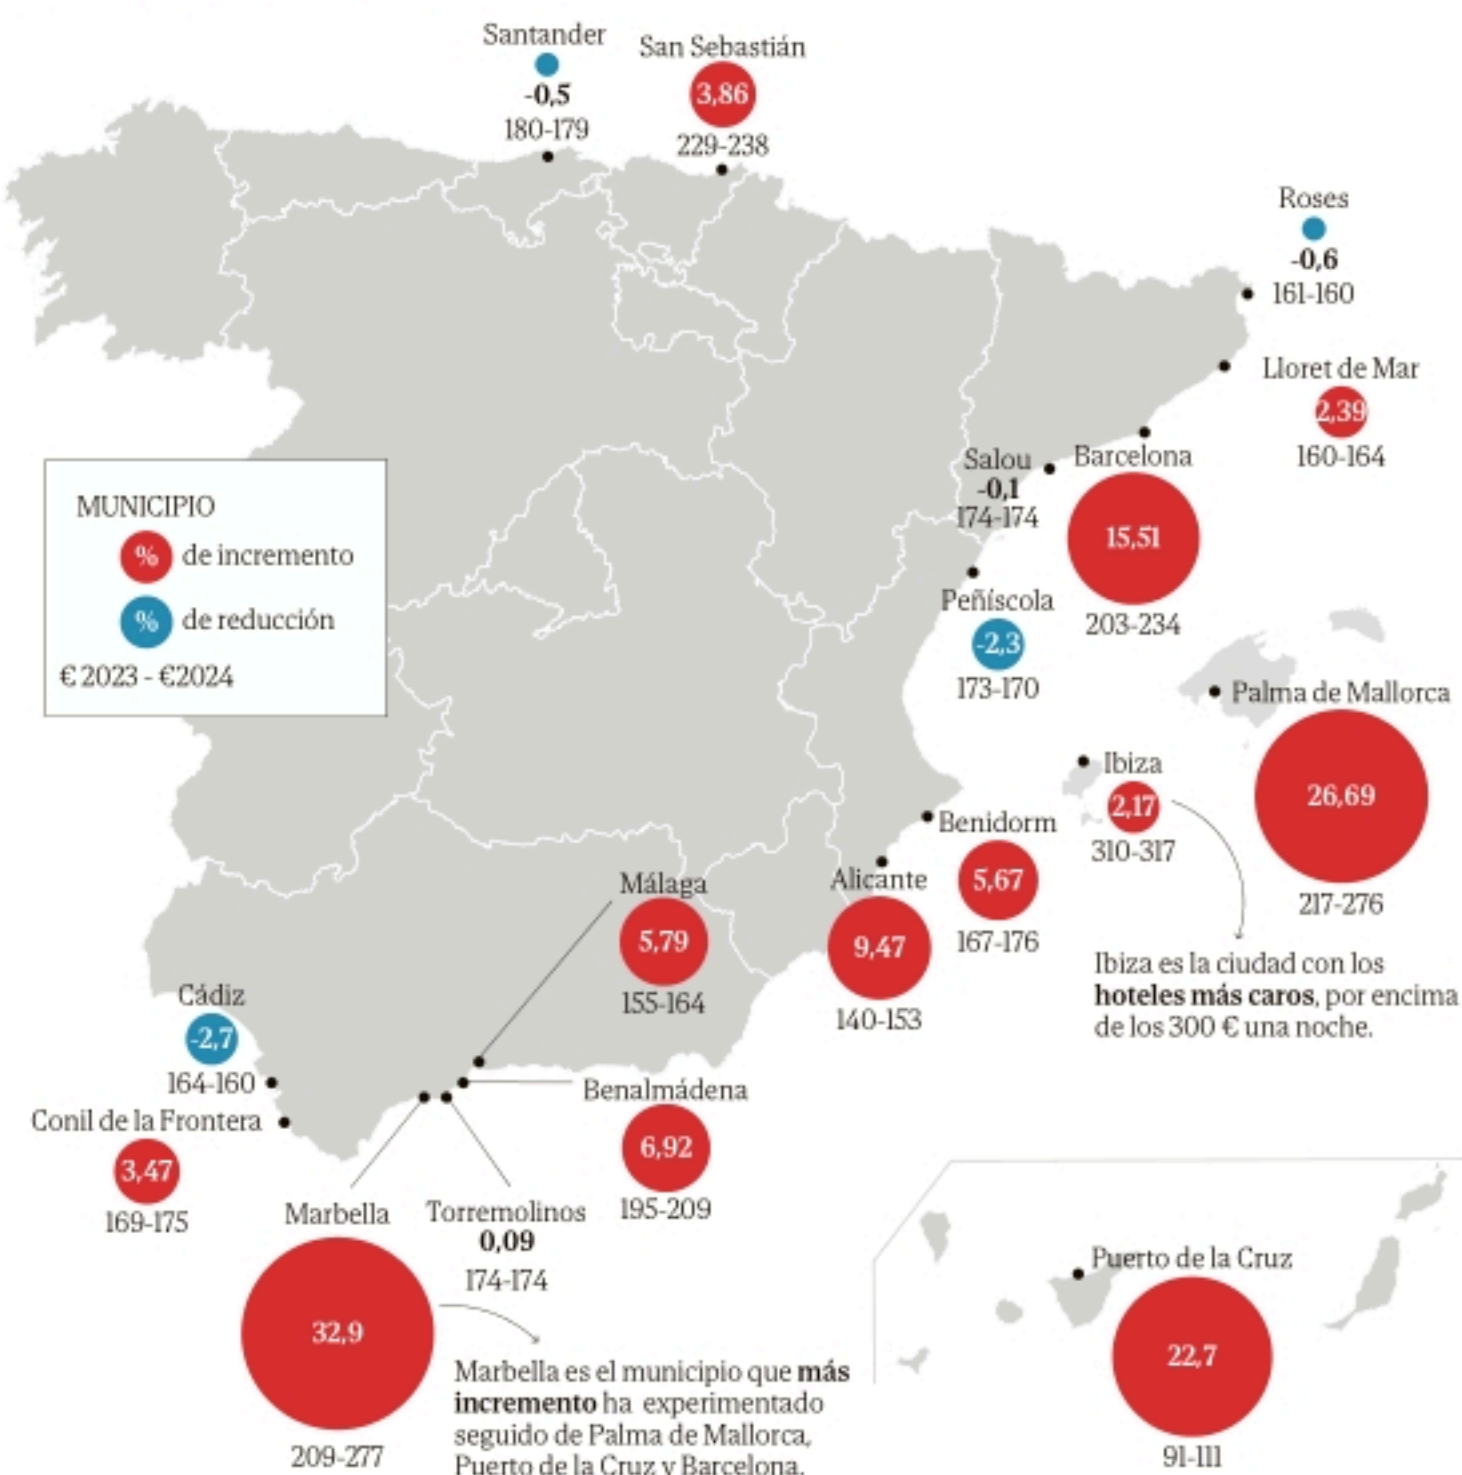 Santander
-0,5
180-179
San Sebastián
3,86
229-238
Roses
-0,6
161-160
Lloret de Mar
2,39
160-164
Salou
-0,1
174-174
Barcelona
15,51
203-234
MUNICIPIO
% de incremento
% de reducción
€ 2023 - €2024
Peñíscola
-2,3
173-170
Palma de Mallorca
26,69
217-276
Ibiza
2,17
310-317
Benidorm
5,67
167-176
Alicante
9,47
140-153
Málaga
5,79
155-164
Ibiza es la ciudad con los
hoteles más caros, por encima
de los 300 € una noche.
Cádiz
-2,7
164-160
Conil de la Frontera
3,47
169-175
Benalmádena
6,92
195-209
Marbella
32,9
209-277
Torremolinos
0,09
174-174
Puerto de la Cruz
22,7
91-111
Marbella es el municipio que más
incremento ha experimentado
seguido de Palma de Mallorca,
Puerto de la Cruz y Barcelona.